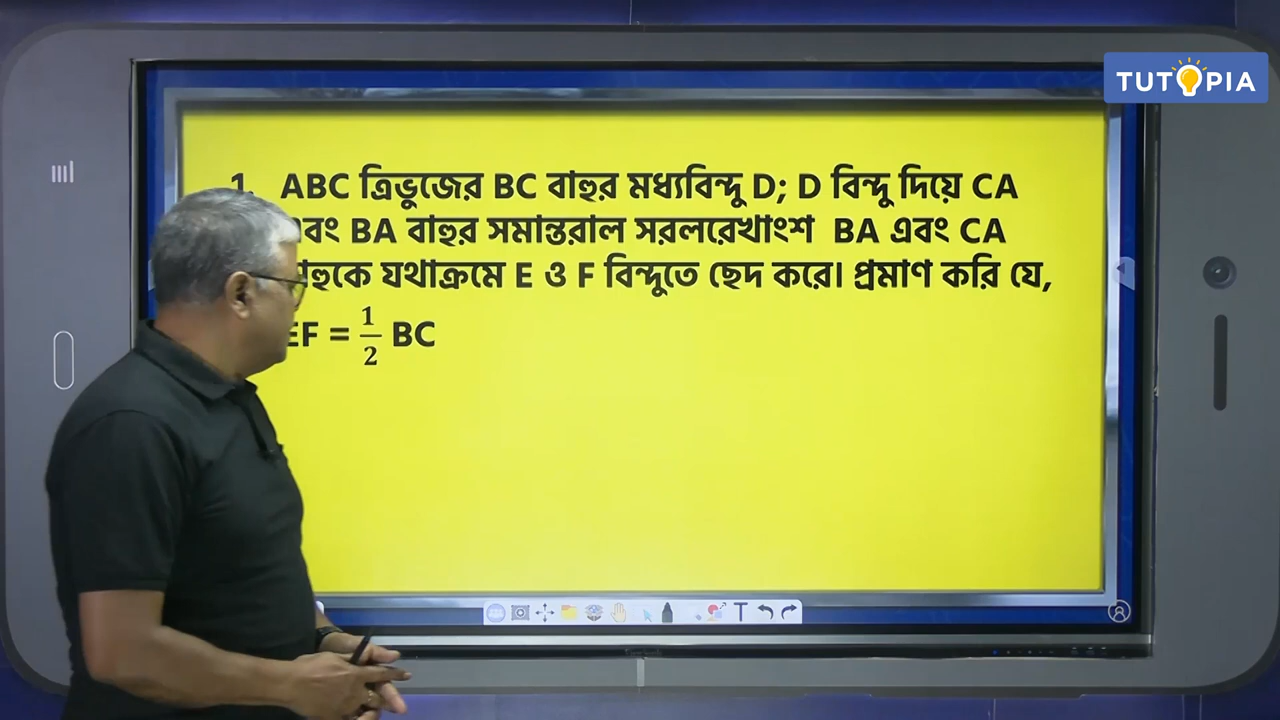 TUTOPIA
1. ABC ত্রিভুজের BC বাহুর মধ্যবিন্দু D; D বিন্দু দিয়ে CA
বং BA বাহুর সমান্তরাল সরলরেখাংশ BA এবং CA
হুকে যথাক্রমে E ও F বিন্দুতে ছেদ করে। প্রমাণ করি যে,
EF = 1/2 BC